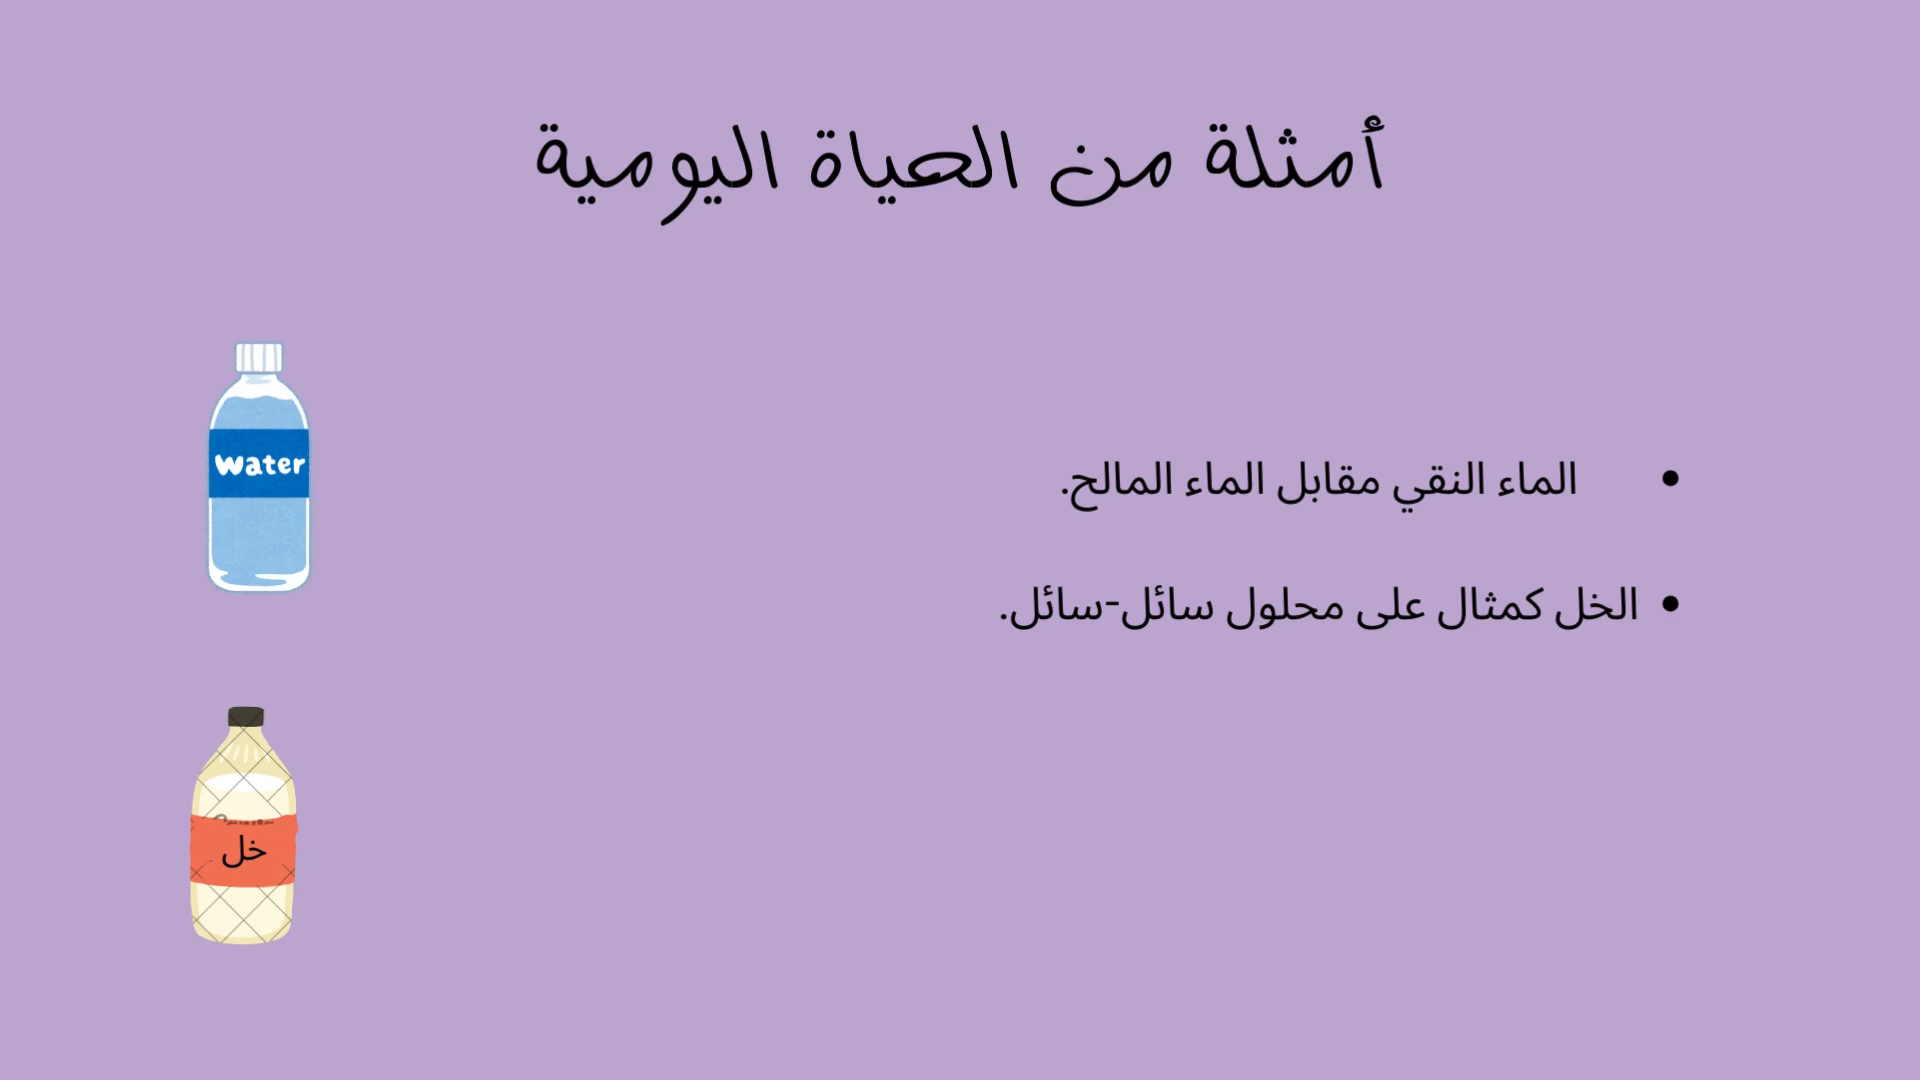 أمثلة من الحياة اليومية
الماء النقي مقابل الماء المالح.
الخل كمثال على محلول سائل-سائل.
Water
خل